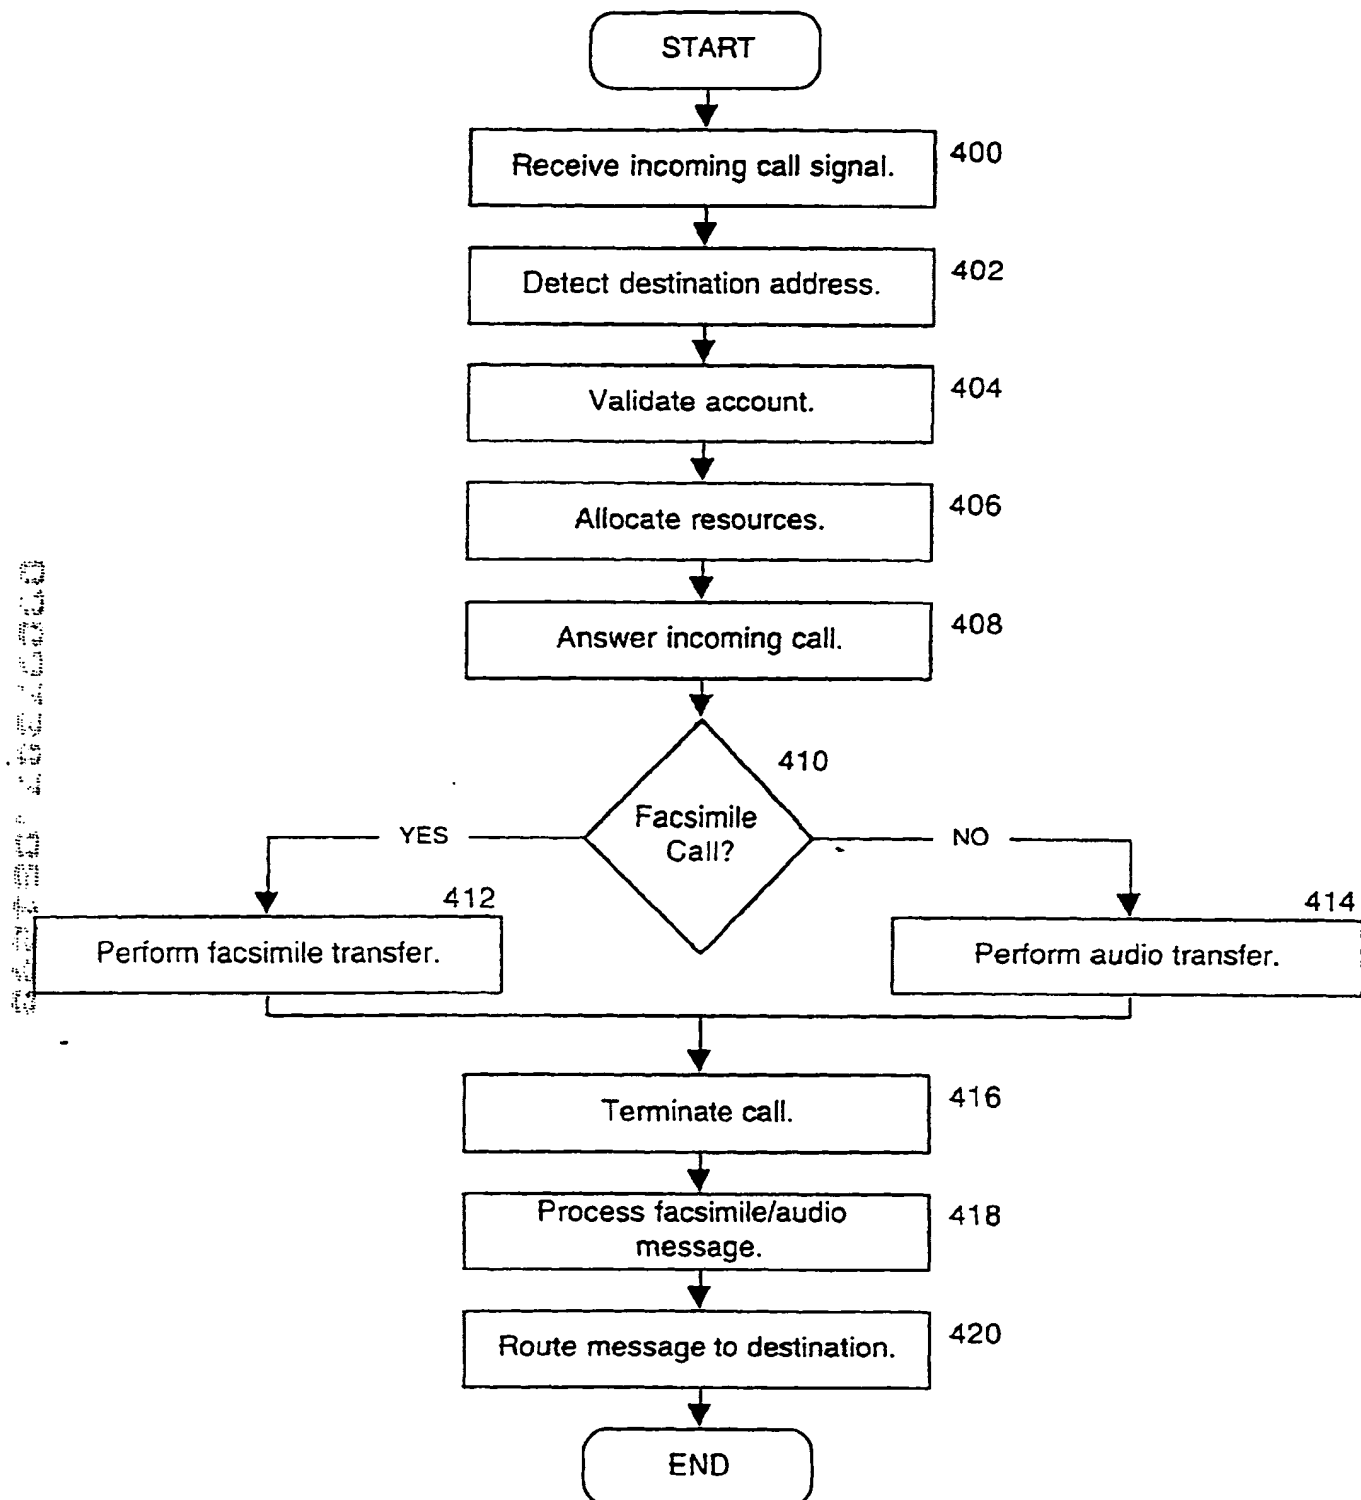 START
Receive incoming call signal.
400
Detect destination address.
402
Validate account.
404
Allocate resources.
406
Answer incoming call.
408
410
Facsimile
Call?
YES
NO
412
Perform facsimile transfer.
414
Perform audio transfer.
Terminate call.
416
Process facsimile/audio
message.
418
Route message to destination.
420
END